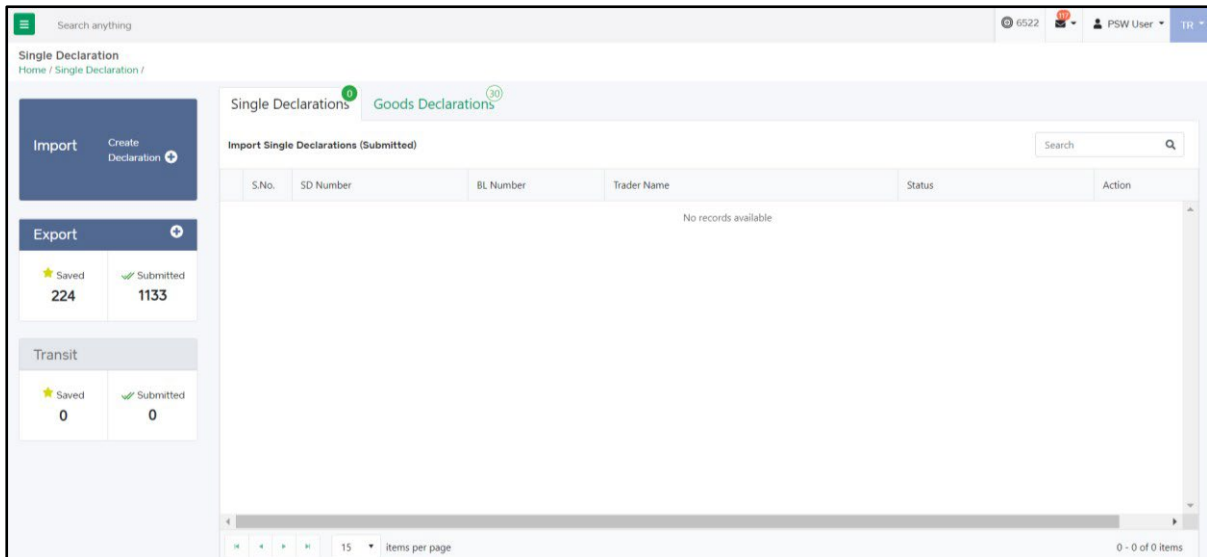 Search anything
6522
117
PSW User
TR
Single Declaration
Home / Single Declaration /
Import
Create
Declaration
Export
Saved
Submitted
224
1133
Transit
Saved
Submitted
0
0
Single Declarations
0
Goods Declarations
30
Import Single Declarations (Submitted)
Search
S.No.
SD Number
BL Number
Trader Name
Status
Action
No records available
15
items per page
0 - 0 of 0 items